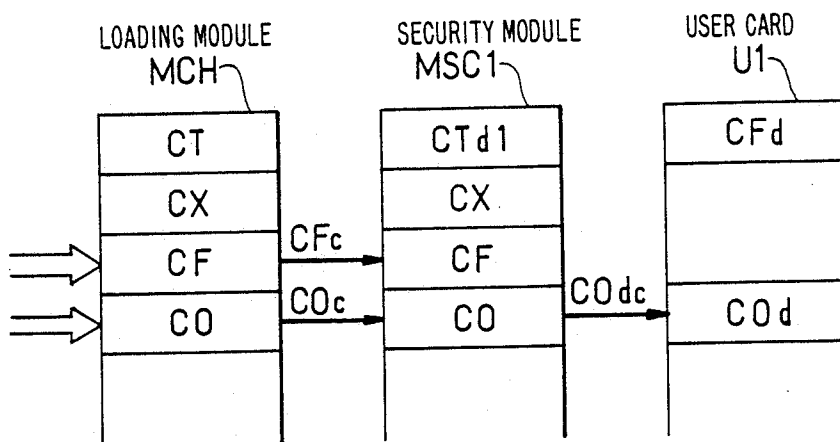 LOADING MODULE
MCH
SECURITY MODULE
MSC1
USER CARD
U1
CT
CX
CF
CO
CFc
COc
CTd1
CX
CF
CO
COdc
CFd
COd